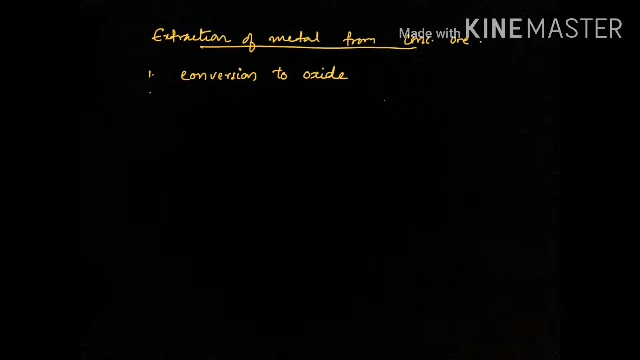 Extraction of metal from conc. ore.
Made with KINEMASTER
1. conversion to oxide